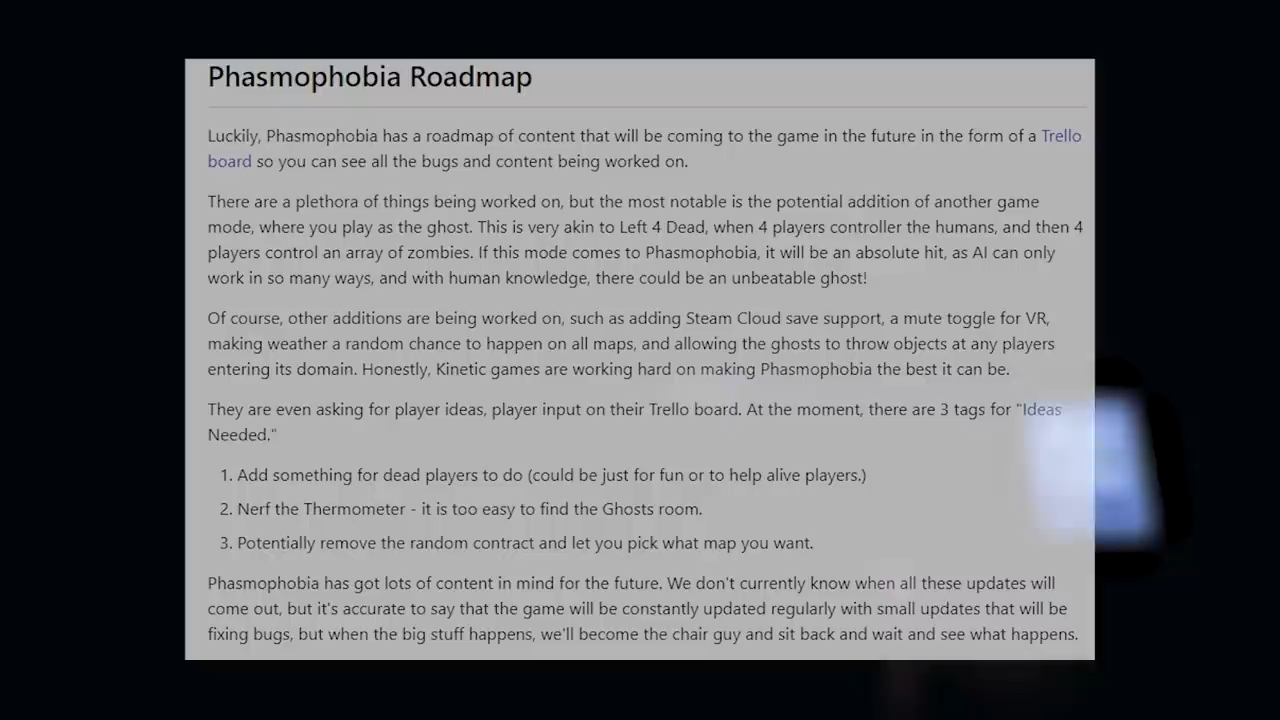 Phasmophobia Roadmap
Luckily, Phasmophobia has a roadmap of content that will be coming to the game in the future in the form of a Trello
board so you can see all the bugs and content being worked on.
There are a plethora of things being worked on, but the most notable is the potential addition of another game
mode, where you play as the ghost. This is very akin to Left 4 Dead, when 4 players controller the humans, and then 4
players control an array of zombies. If this mode comes to Phasmophobia, it will be an absolute hit, as AI can only
work in so many ways, and with human knowledge, there could be an unbeatable ghost!
Of course, other additions are being worked on, such as adding Steam Cloud save support, a mute toggle for VR,
making weather a random chance to happen on all maps, and allowing the ghosts to throw objects at any players
entering its domain. Honestly, Kinetic games are working hard on making Phasmophobia the best it can be.
They are even asking for player ideas, player input on their Trello board. At the moment, there are 3 tags for "Ideas
Needed."
1. Add something for dead players to do (could be just for fun or to help alive players.)
2. Nerf the Thermometer - it is too easy to find the Ghosts room.
3. Potentially remove the random contract and let you pick what map you want.
Phasmophobia has got lots of content in mind for the future. We don't currently know when all these updates will
come out, but it's accurate to say that the game will be constantly updated regularly with small updates that will be
fixing bugs, but when the big stuff happens, we'll become the chair guy and sit back and wait and see what happens.